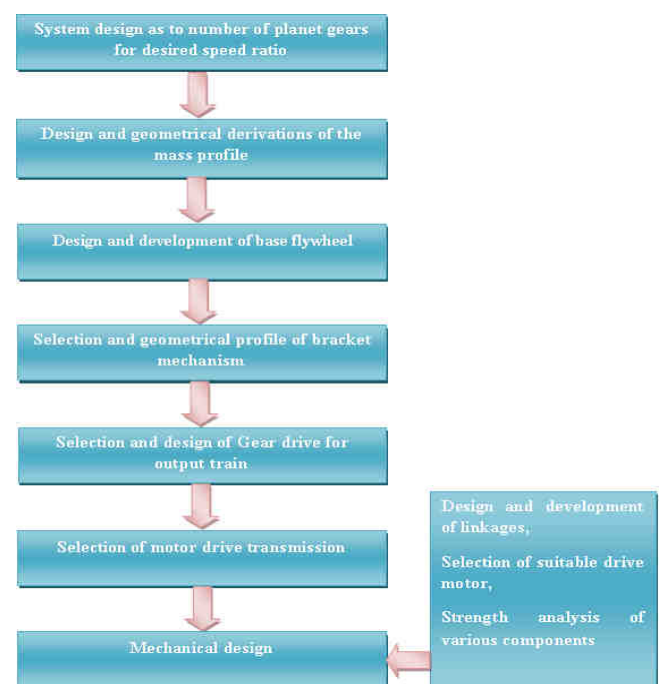 System design as to number of planet gears
for desired speed ratio
Design and geometrical derivations of the
mass profile
Design and development of base flywheel
Selection and geometrical profile of bracket
mechanism
Selection and design of Gear drive for
output train
Selection of motor drive transmission
Mechanical design
Design and development
of linkages,
Selection of suitable drive
motor,
Strength analysis of
various components